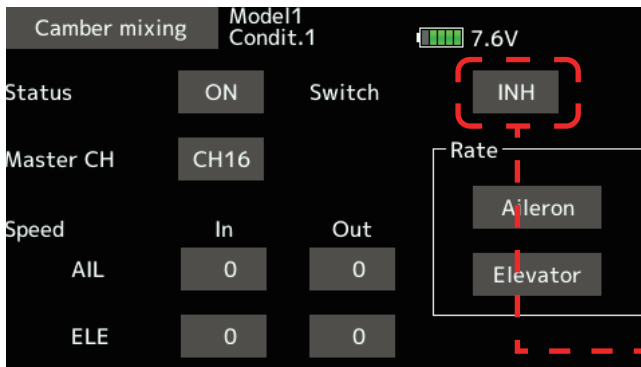 Camber mixing
Model1
Condit.1
7.6V
Status ON Switch INH
Master CH CH16
Rate
Aileron
Speed In Out
AIL 0 0
Elevator
ELE 0 0